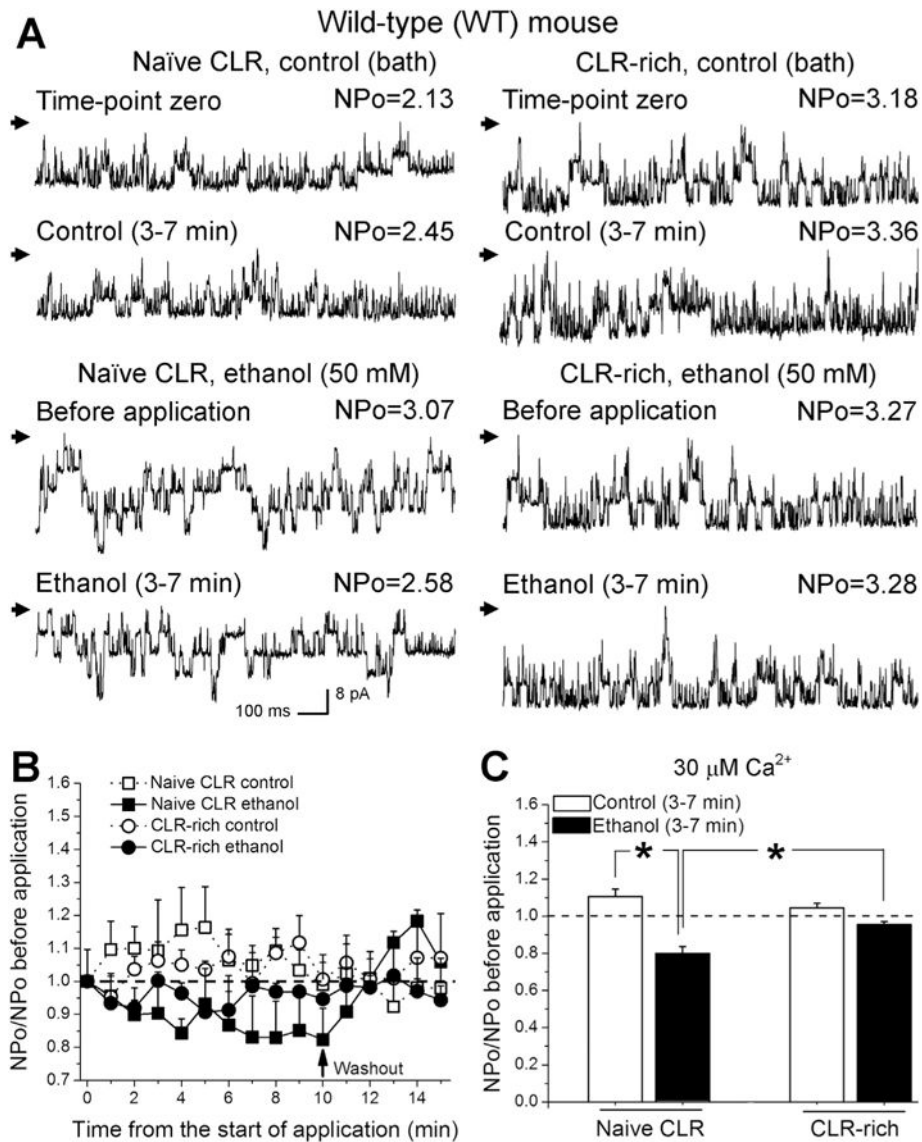 A
Wild-type (WT) mouse
Naïve CLR, control (bath)
Time-point zero NPo=2.13
Control (3-7 min) NPo=2.45
Naïve CLR, ethanol (50 mM)
Before application NPo=3.07
Ethanol (3-7 min) NPo=2.58
8 pA
100 ms
CLR-rich, control (bath)
Time-point zero NPo=3.18
Control (3-7 min) NPo=3.36
CLR-rich, ethanol (50 mM)
Before application NPo=3.27
Ethanol (3-7 min) NPo=3.28
B
Naive CLR control
Naive CLR ethanol
CLR-rich control
CLR-rich ethanol
NPo/NPo before application
1.6
1.5
1.4
1.3
1.2
1.1
1.0
0.9
0.8
0.7
Washout
0 2 4 6 8 10 12 14
Time from the start of application (min)
C
30 μM Ca²⁺
Control (3-7 min)
Ethanol (3-7 min)
* *
NPo/NPo before application
1.6
1.4
1.2
1.0
0.8
0.6
0.4
0.2
0.0
Naive CLR CLR-rich